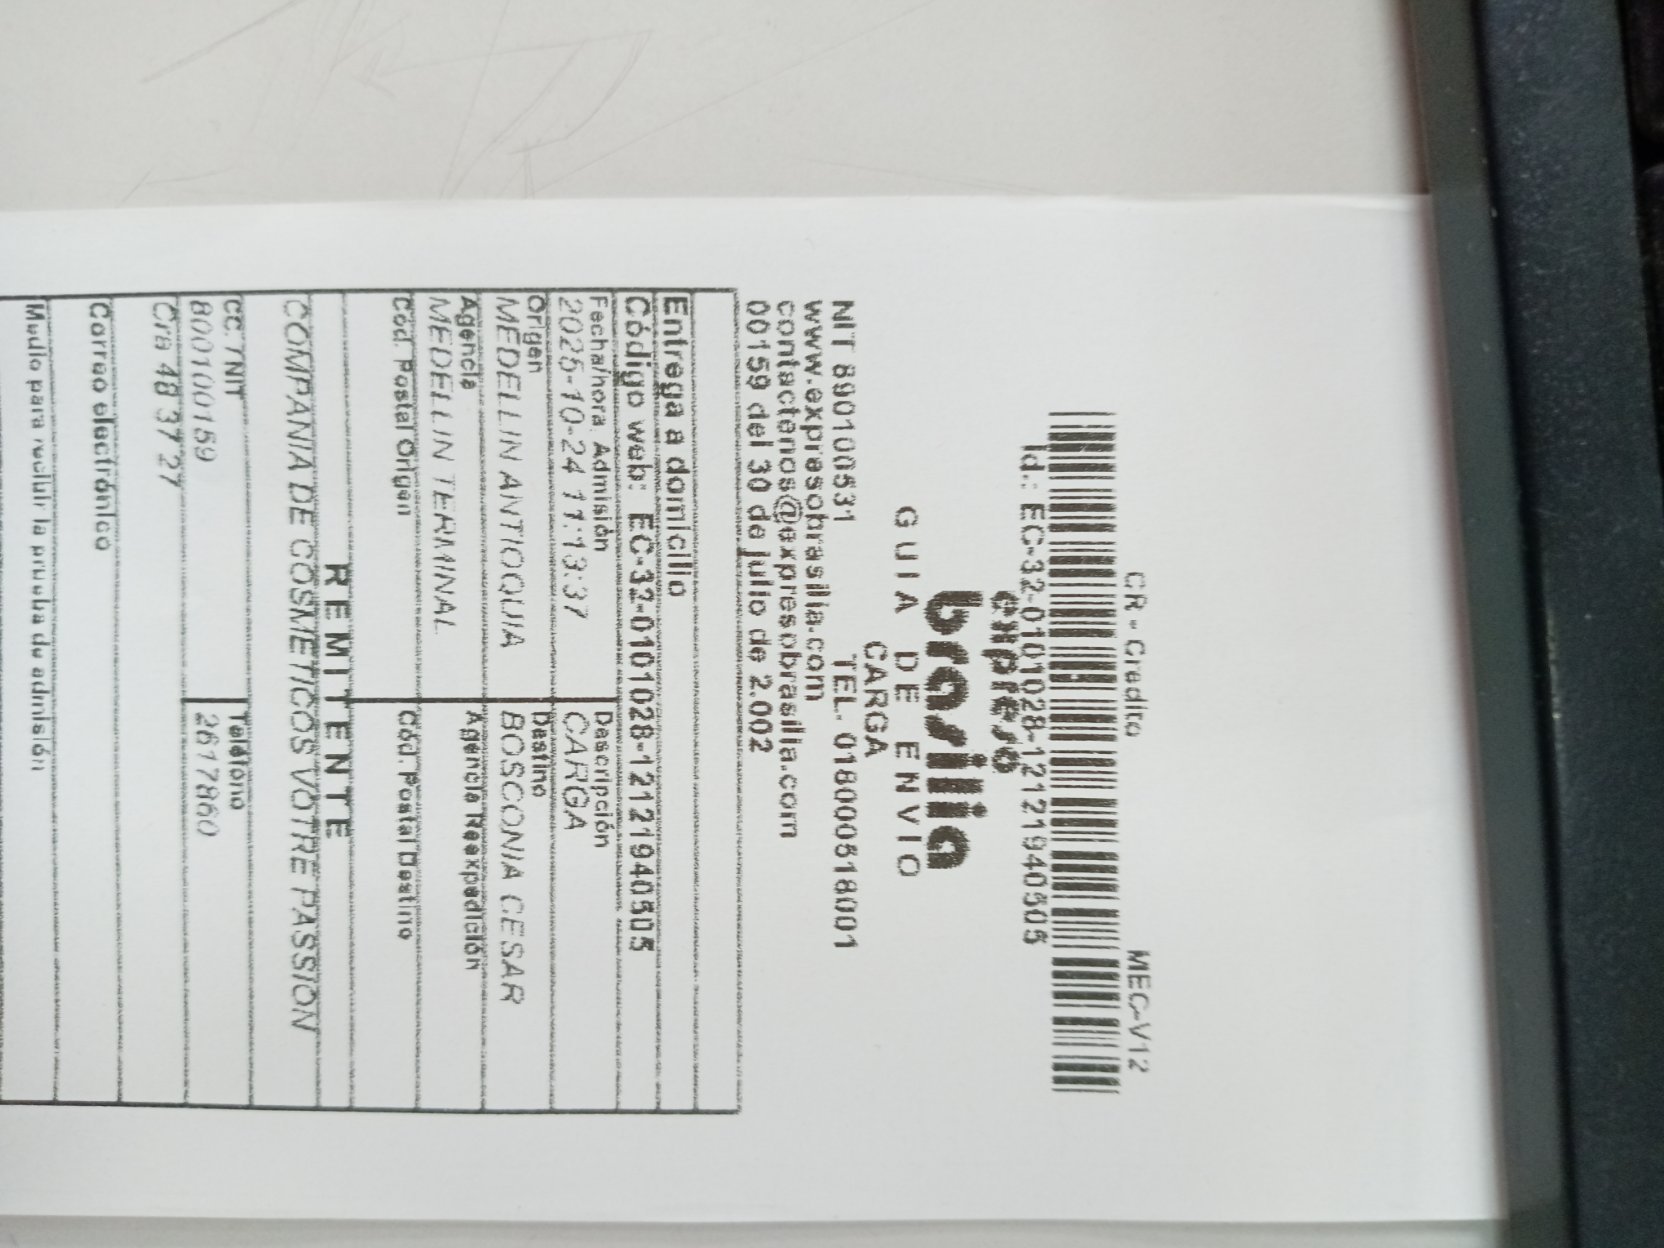 CR - Credito MEC-V12
Id.: EC-32-0101028-12121940505
expreso
brasilia
GUIA DE ENVIO
CARGA
NIT 890100531 TEL. 018000518001
www.expresobrasilia.com
contactenos@expresobrasilia.com
00159 del 30 de julio de 2.002
Entrega a domicilio
Código web: EC-32-0101028-12121940505
Fecha/hora. Admisión Descripción
2025-10-24 11:13:37 CARGA
Origen Destino
MEDELLIN ANTIOQUIA BOSCONIA CESAR
Agencia Agencia Reexpedición
MEDELLIN TERMINAL
Cód. Postal Origen Cód. Postal Destino
REMITENTE
COMPANIA DE COSMETICOS VOTRE PASSION
CC. / NIT Teléfono
800100159 2617860
Cra 48 37 27
Correo electrónico
Medio para recibir la prueba de admisión